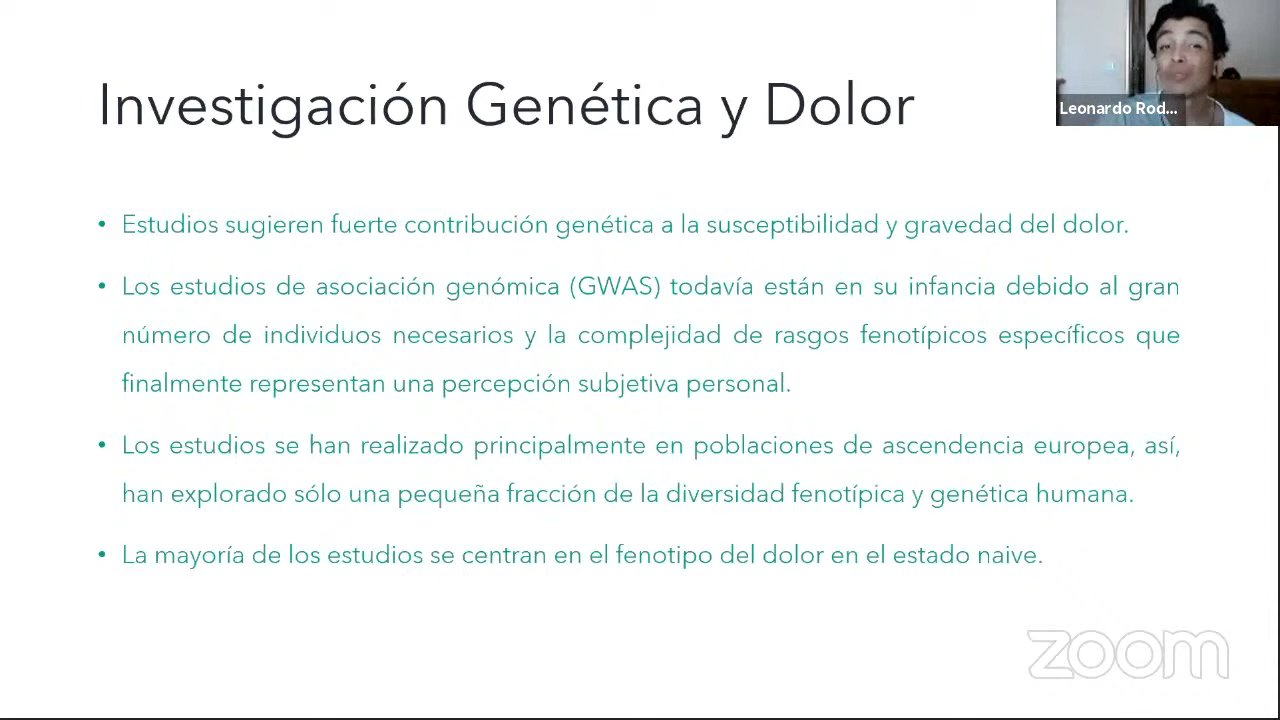 Investigación Genética y Dolor
Leonardo Rod...
• Estudios sugieren fuerte contribución genética a la susceptibilidad y gravedad del dolor.
• Los estudios de asociación genómica (GWAS) todavía están en su infancia debido al gran
número de individuos necesarios y la complejidad de rasgos fenotípicos específicos que
finalmente representan una percepción subjetiva personal.
• Los estudios se han realizado principalmente en poblaciones de ascendencia europea, así,
han explorado sólo una pequeña fracción de la diversidad fenotípica y genética humana.
• La mayoría de los estudios se centran en el fenotipo del dolor en el estado naive.
zoom